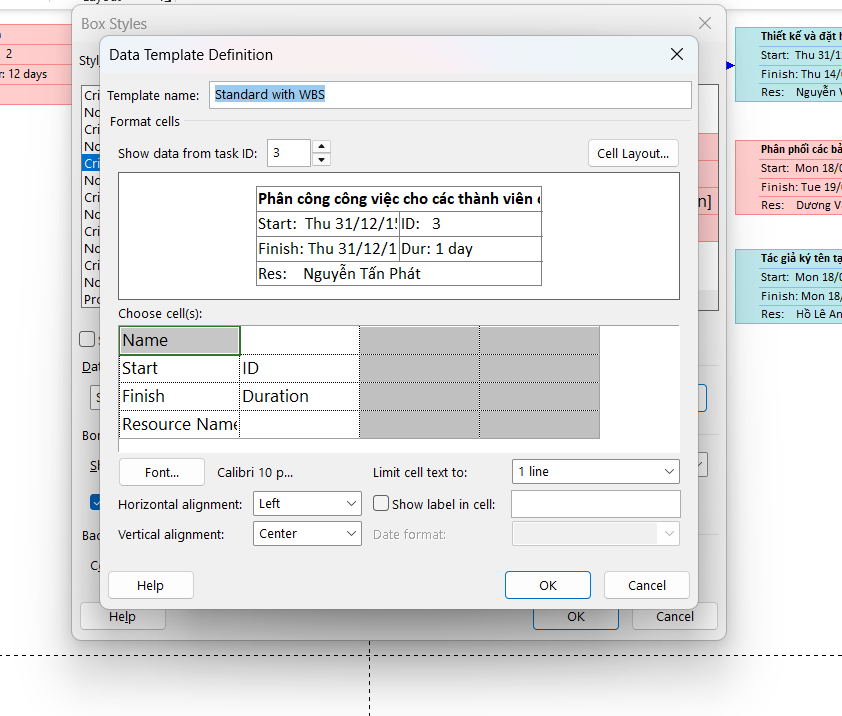 Box Styles
Data Template Definition
Template name: Standard with WBS
Format cells
Show data from task ID: 3
Cell Layout...
Phân công công việc cho các thành viên
Start: Thu 31/12/15 ID: 3
Finish: Thu 31/12/1 Dur: 1 day
Res: Nguyễn Tấn Phát
Choose cell(s):
Name
Start ID
Finish Duration
Resource Name
Font... Calibri 10 p... Limit cell text to: 1 line
Horizontal alignment: Left Show label in cell:
Vertical alignment: Center Date format:
Help OK Cancel
Help OK Cancel
2
r: 12 days
Thiết kế và đặt
Start: Thu 31/1
Finish: Thu 14/
Res: Nguyễn
Phân phối các
Start: Mon 18/0
Finish: Tue 19/
Res: Dương
Tác giả ký tên
Start: Mon 18/0
Finish: Mon 18/
Res: Hồ Lê An